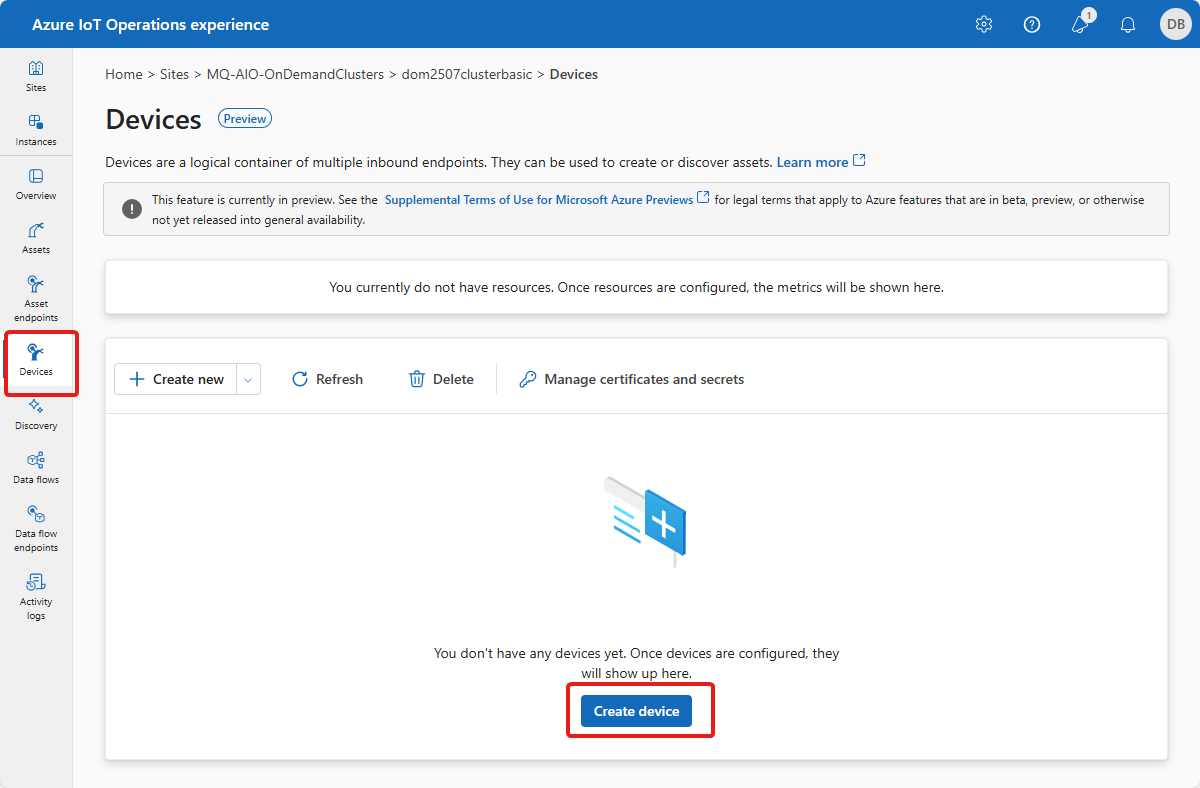 Azure IoT Operations experience
1
DB
Sites
Instances
Overview
Assets
Asset
endpoints
Devices
Discovery
Data flows
Data flow
endpoints
Activity
logs
Home > Sites > MQ-AIO-OnDemandClusters > dom2507clusterbasic > Devices
Devices Preview
Devices are a logical container of multiple inbound endpoints. They can be used to create or discover assets. Learn more
This feature is currently in preview. See the Supplemental Terms of Use for Microsoft Azure Previews for legal terms that apply to Azure features that are in beta, preview, or otherwise
not yet released into general availability.
You currently do not have resources. Once resources are configured, the metrics will be shown here.
Create new Refresh Delete Manage certificates and secrets
You don't have any devices yet. Once devices are configured, they
will show up here.
Create device